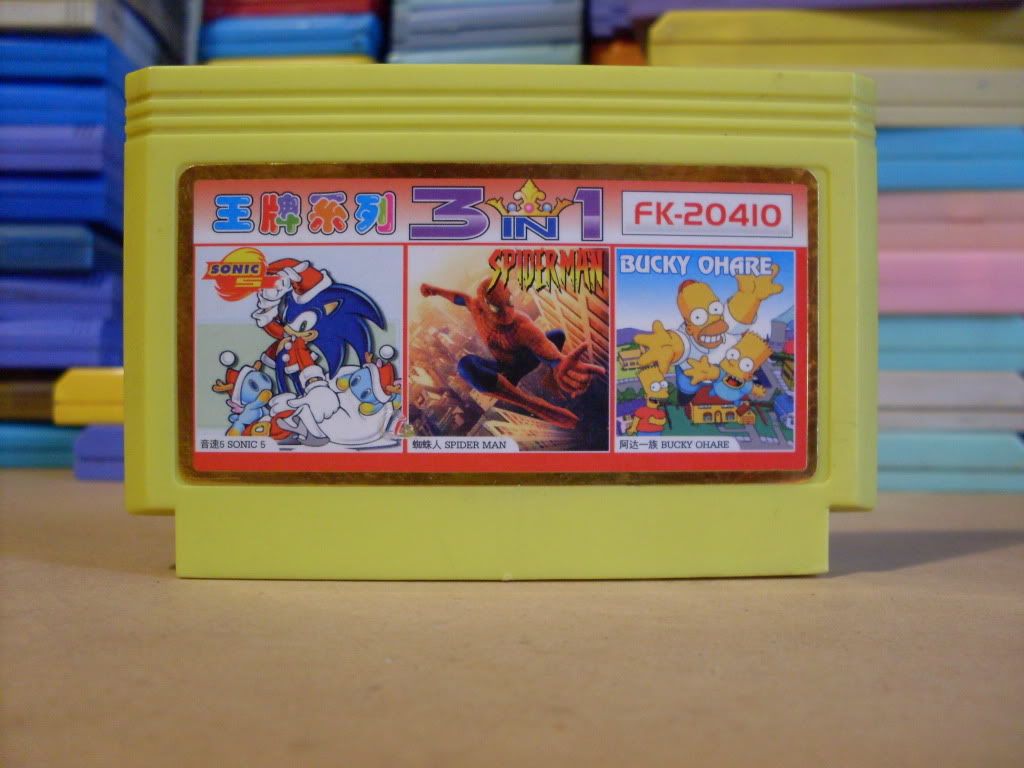 王牌系列 3 IN 1 FK-20410
SONIC 5
SPIDERMAN
BUCKY OHARE
音速5 SONIC 5
蜘蛛人 SPIDER MAN
阿达一族 BUCKY OHARE